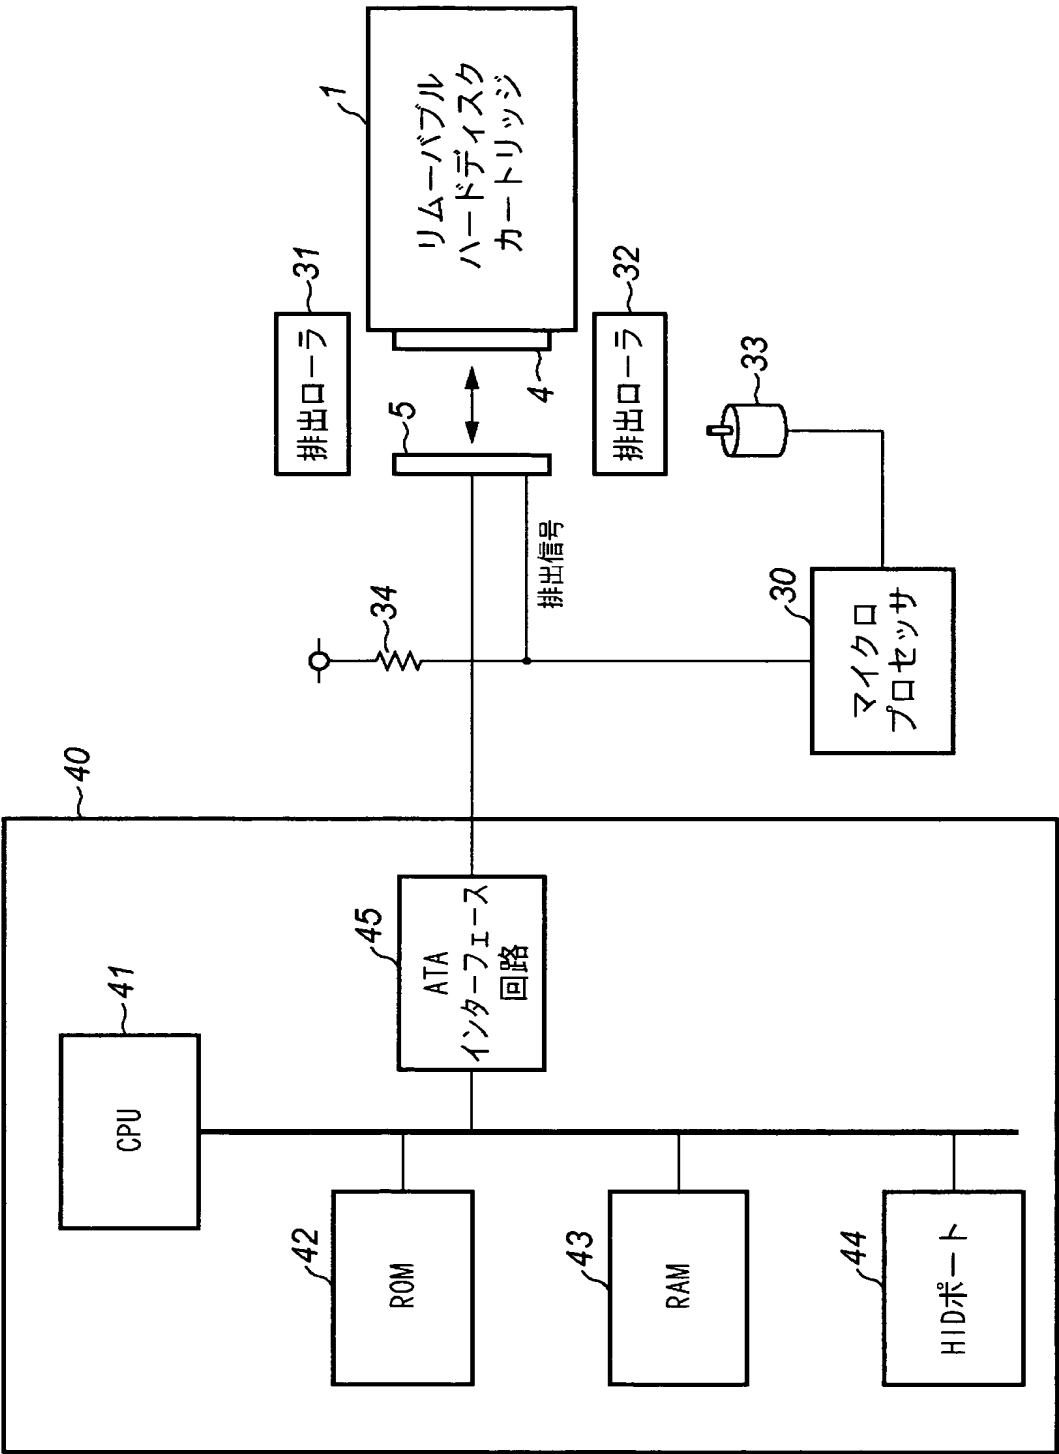 40
41
CPU
42
ROM
43
RAM
44
HIDポート
45
ATA
インターフェース
回路
34
排出信号
30
マイクロ
プロセッサ
31
排出ローラ
5
4
32
排出ローラ
33
1
リムーバブル
ハードディスク
カートリッジ